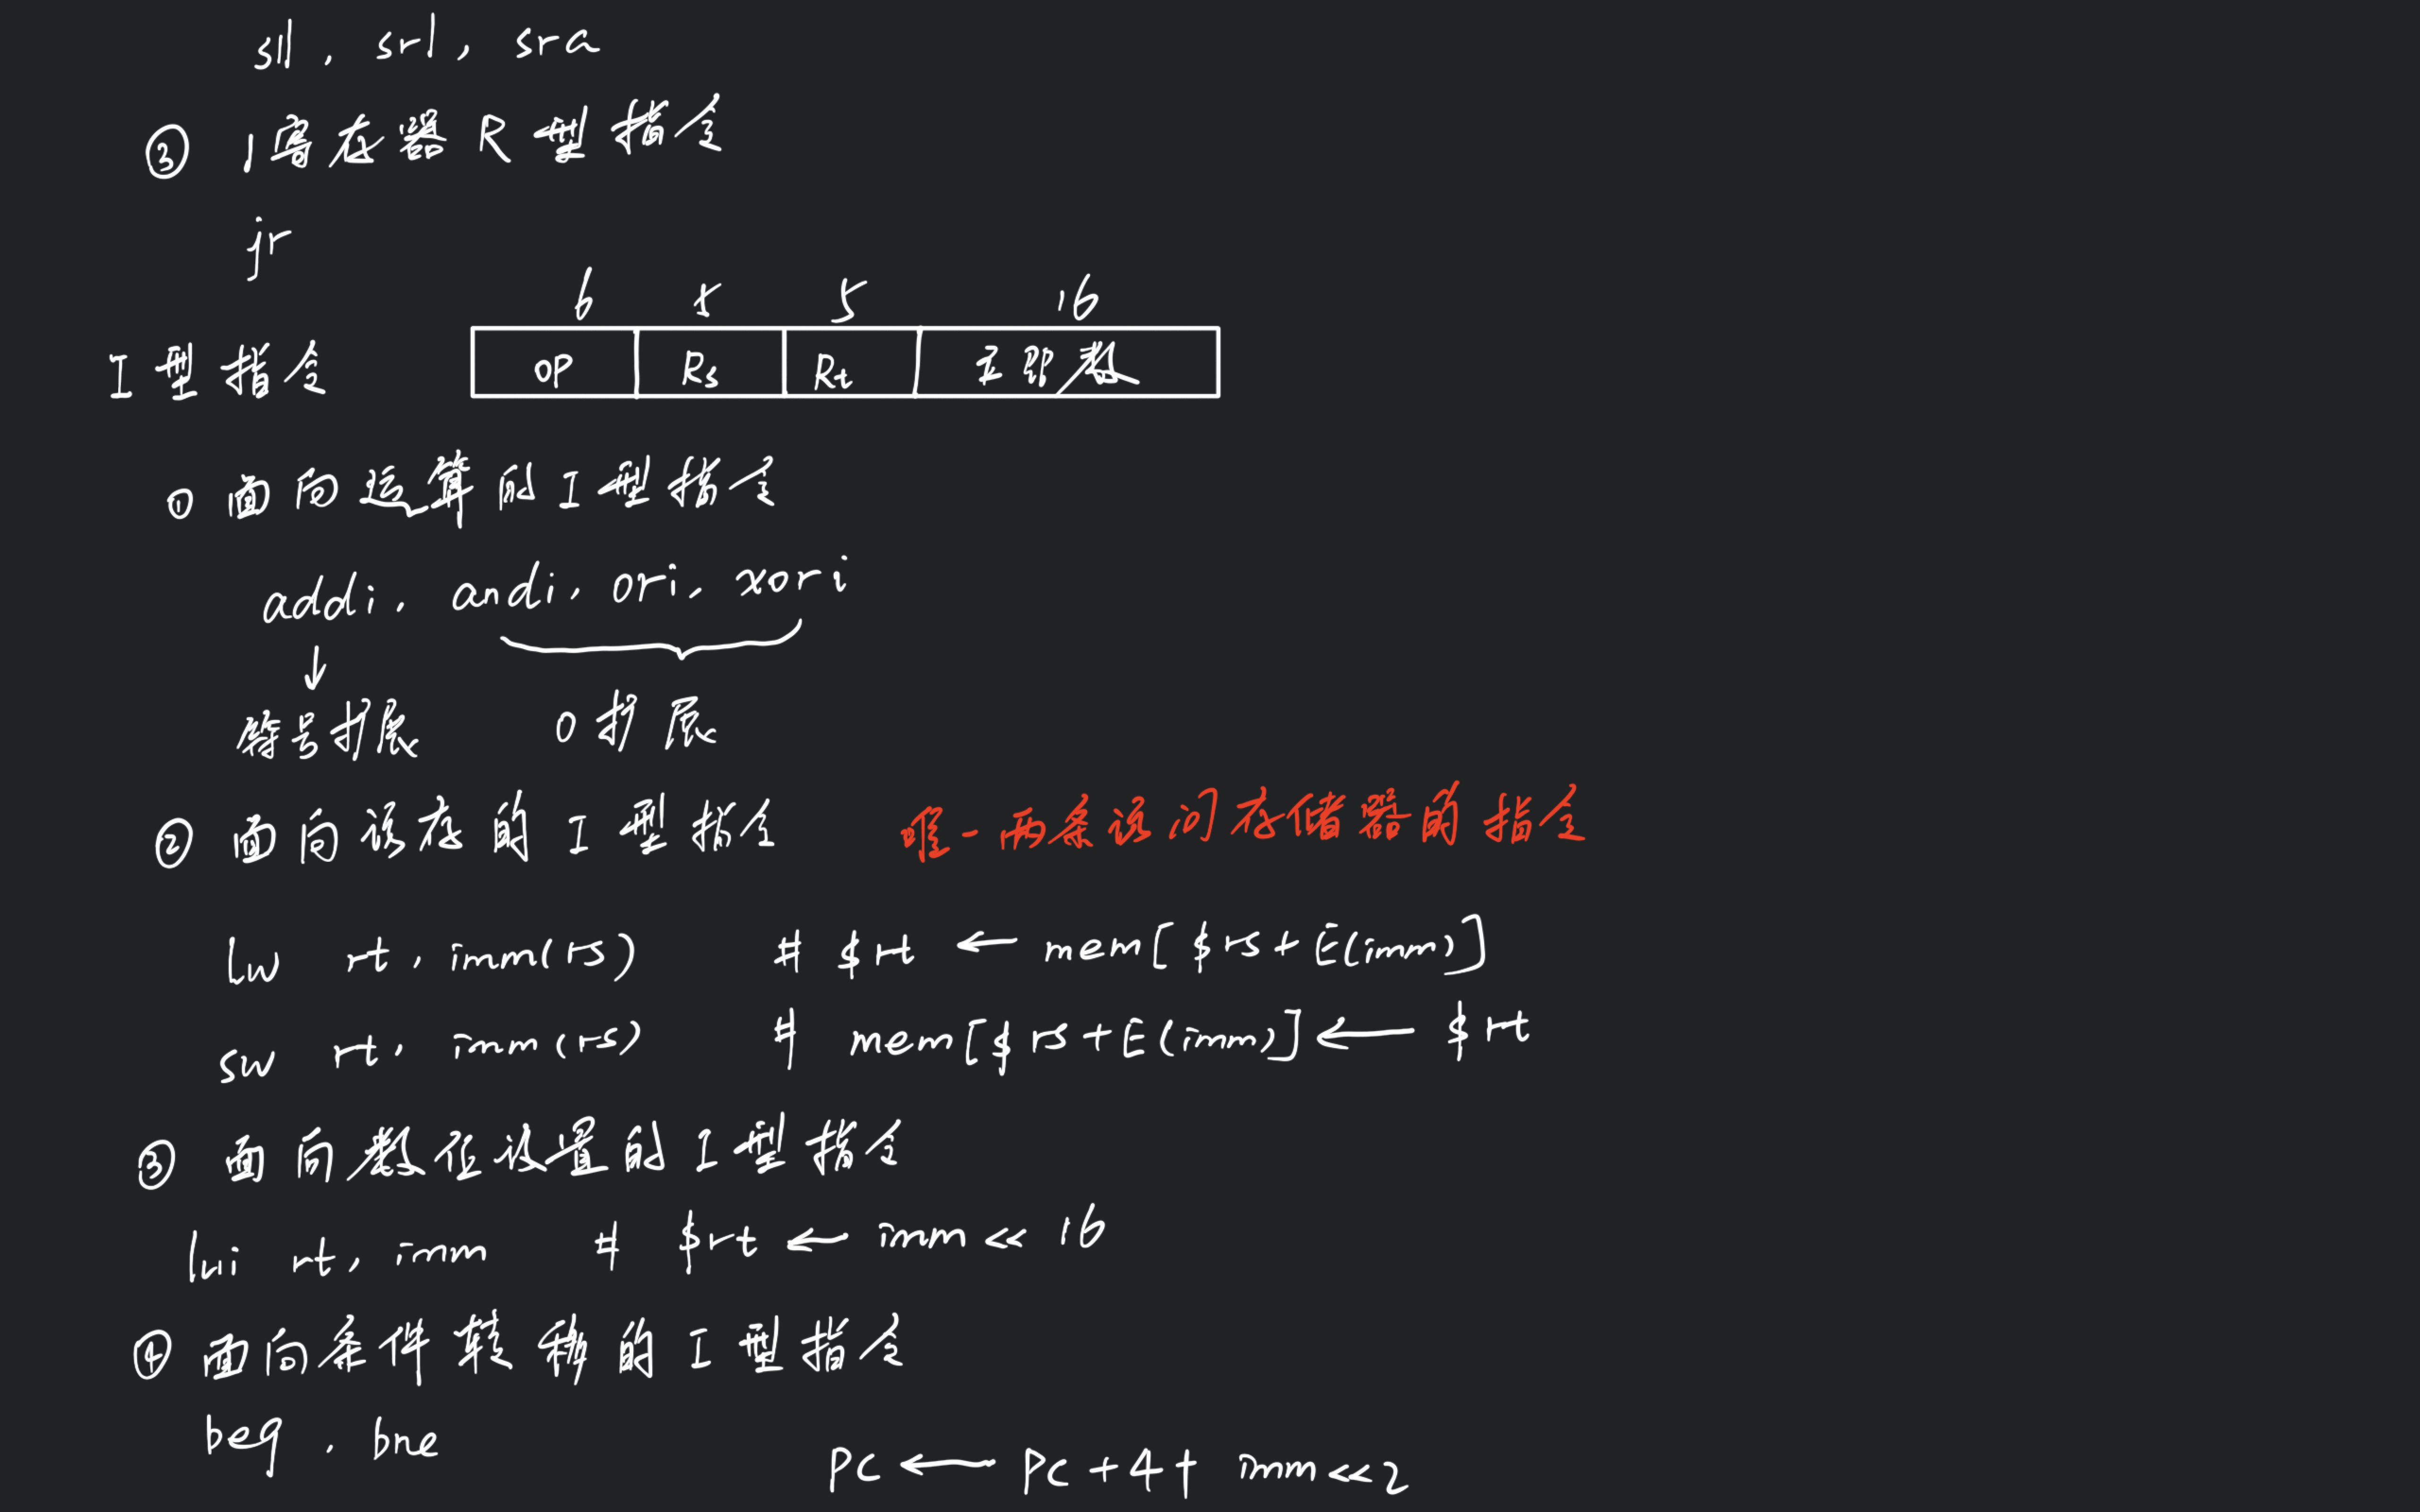 sll, srl, sra
③ 1寄存器R型指令
jr
6 5 5 16
I型指令 OP Rs Rt 立即数
① 面向运算的I型指令
addi, andi, ori, xori
符号扩展 0扩展
② 面向访存的I型指令 唯一两条访问存储器的指令
lw rt, imm(rs) # $rt ← mem[$rs+E(imm)]
sw rt, imm(rs) # mem[$rs+E(imm)] ← $rt
③ 面向数位设置的I型指令
lui rt, imm # $rt ← imm << 16
④ 面向条件转移的I型指令
beq, bne
PC ← PC+4+ imm<<2